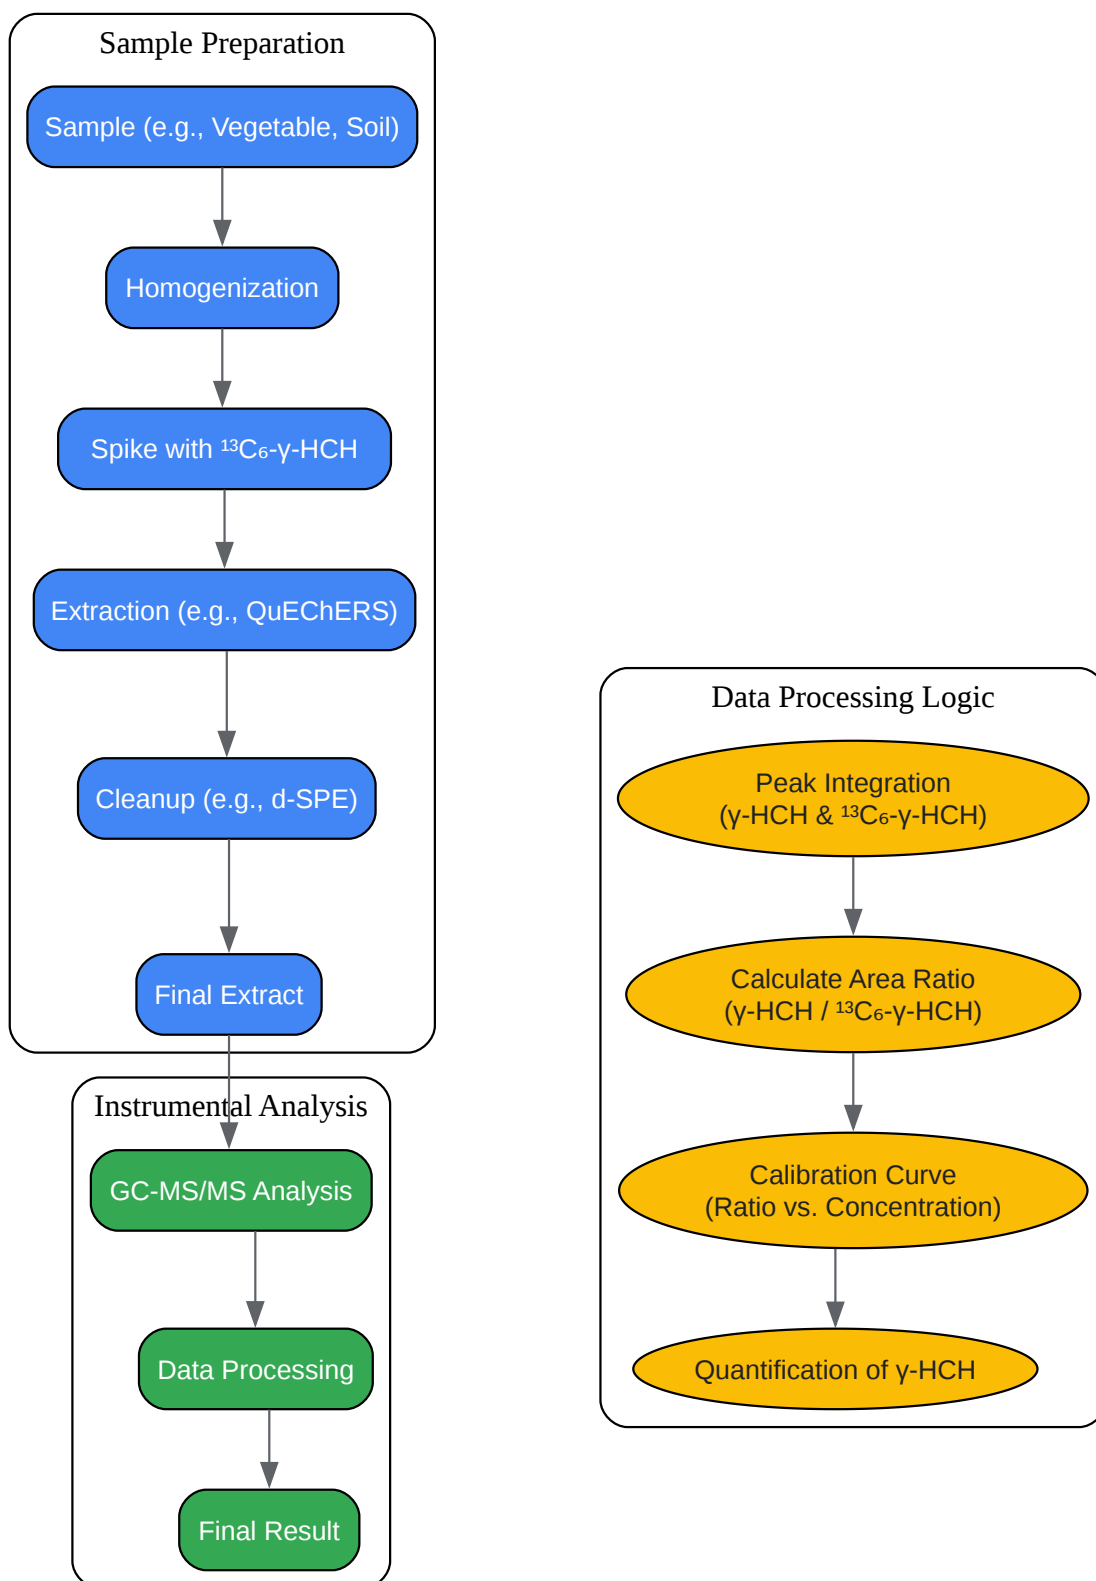 Sample Preparation
Sample (e.g., Vegetable, Soil)
Homogenization
Spike with ¹³C₆-γ-HCH
Extraction (e.g., QuEChERS)
Cleanup (e.g., d-SPE)
Final Extract
Instrumental Analysis
GC-MS/MS Analysis
Data Processing
Final Result
Data Processing Logic
Peak Integration
(γ-HCH & ¹³C₆-γ-HCH)
Calculate Area Ratio
(γ-HCH / ¹³C₆-γ-HCH)
Calibration Curve
(Ratio vs. Concentration)
Quantification of γ-HCH